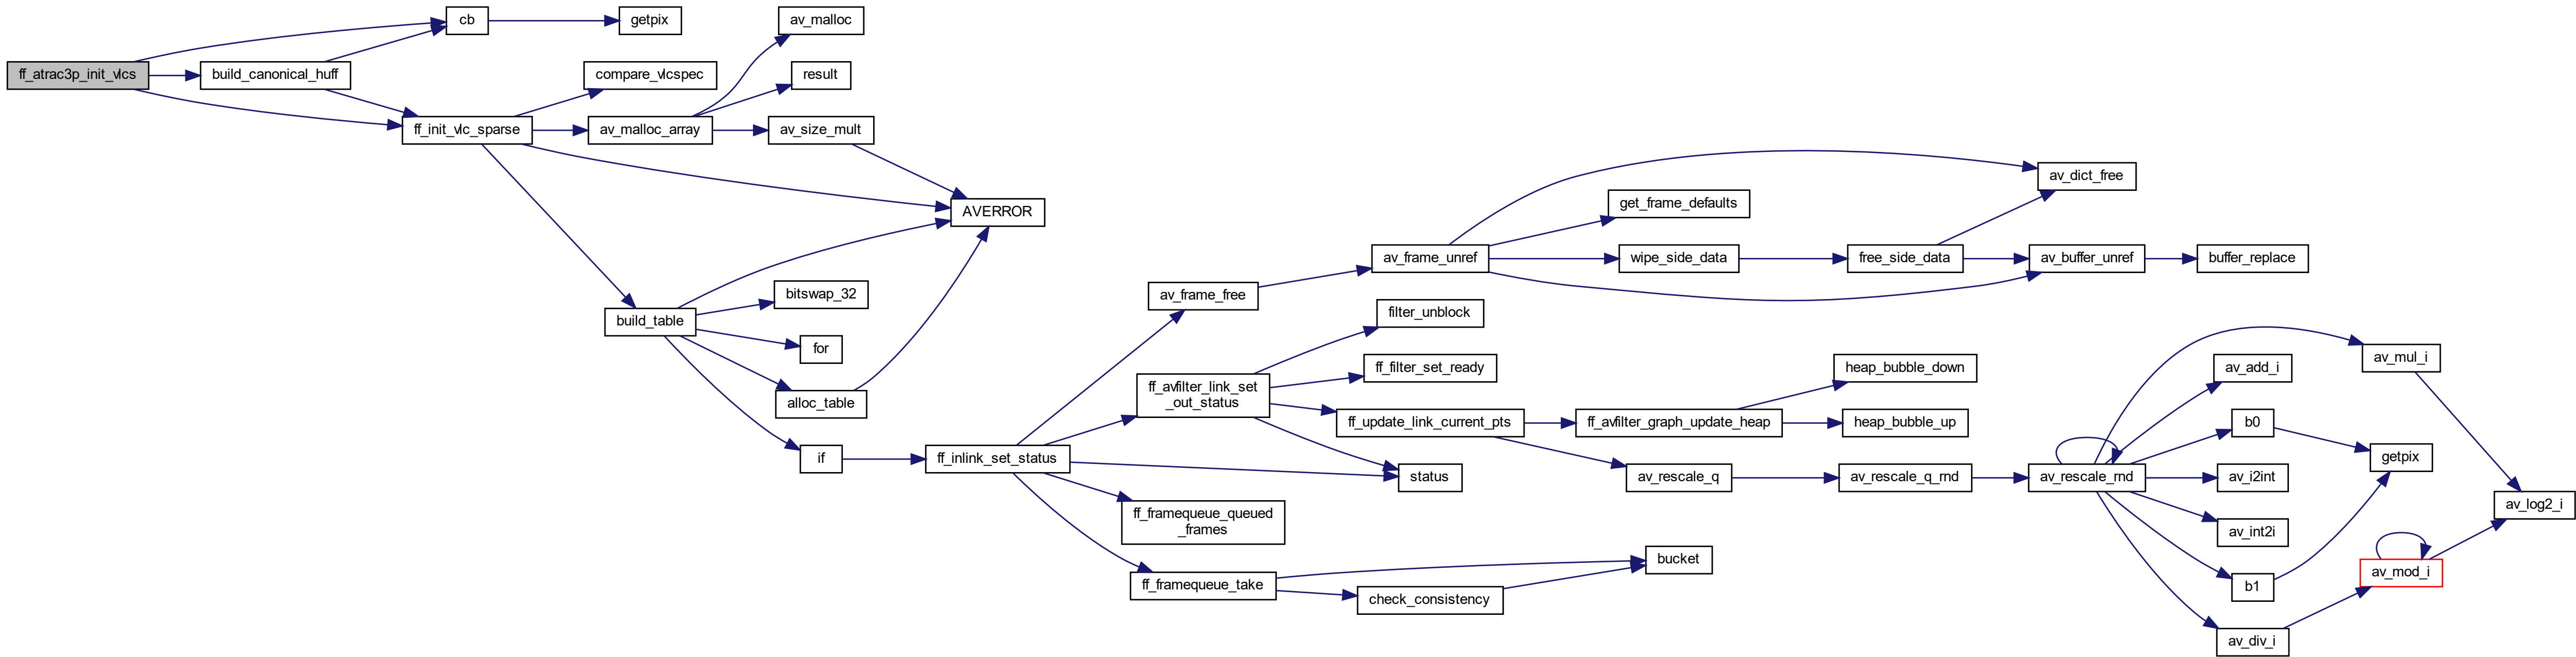 ff_atrac3p_init_vlcs
cb
getpix
build_canonical_huff
ff_init_vlc_sparse
compare_vlcspec
av_malloc_array
av_malloc
result
av_size_mult
AVERROR
build_table
bitswap_32
for
alloc_table
if
ff_inlink_set_status
av_frame_free
av_frame_unref
get_frame_defaults
wipe_side_data
free_side_data
av_dict_free
av_buffer_unref
buffer_replace
ff_avfilter_link_set
_out_status
filter_unblock
ff_filter_set_ready
ff_update_link_current_pts
ff_avfilter_graph_update_heap
heap_bubble_down
heap_bubble_up
status
av_rescale_q
av_rescale_q_rnd
av_rescale_rnd
ff_framequeue_queued
_frames
ff_framequeue_take
check_consistency
bucket
av_mul_i
av_add_i
b0
getpix
av_i2int
av_int2i
b1
av_div_i
av_mod_i
av_log2_i